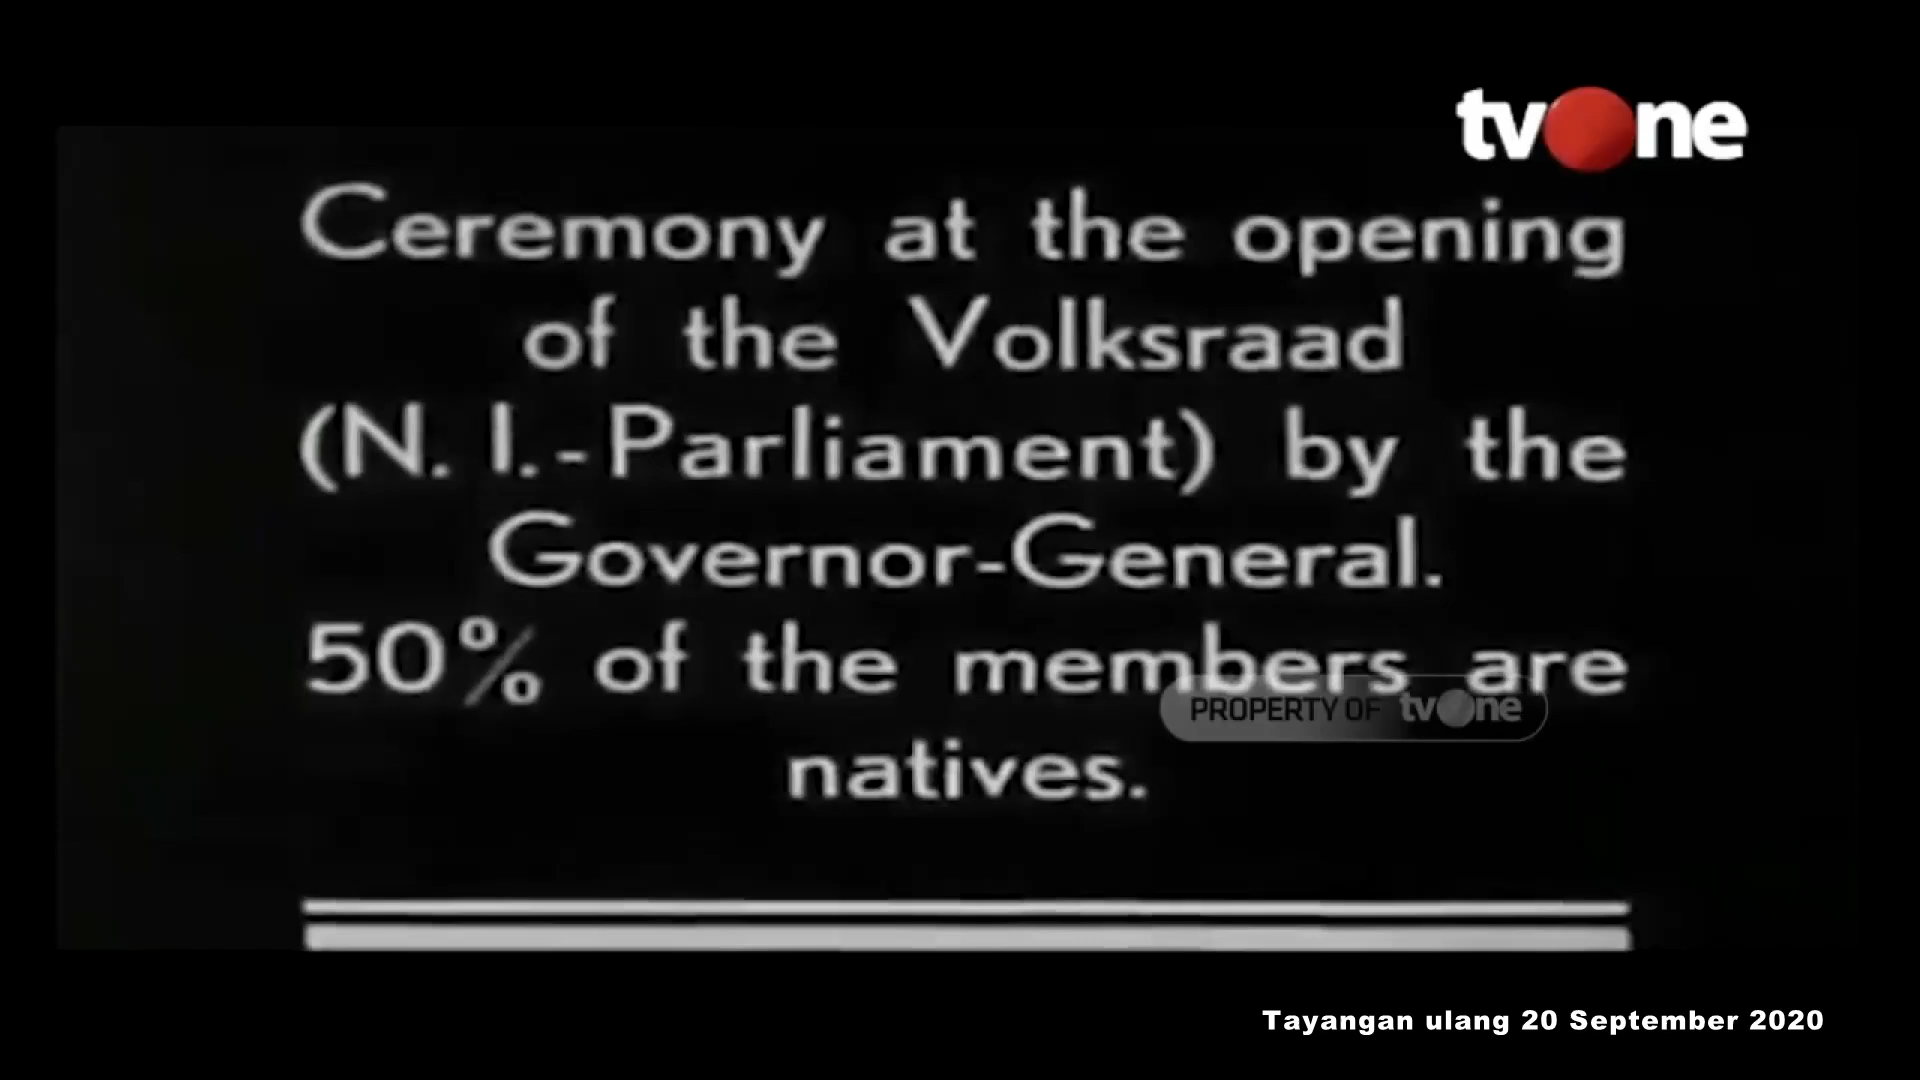 tvOne
Ceremony at the opening
of the Volksraad
(N. I.-Parliament) by the
Governor-General.
50% of the members are
natives.
PROPERTY OF tvOne
Tayangan ulang 20 September 2020